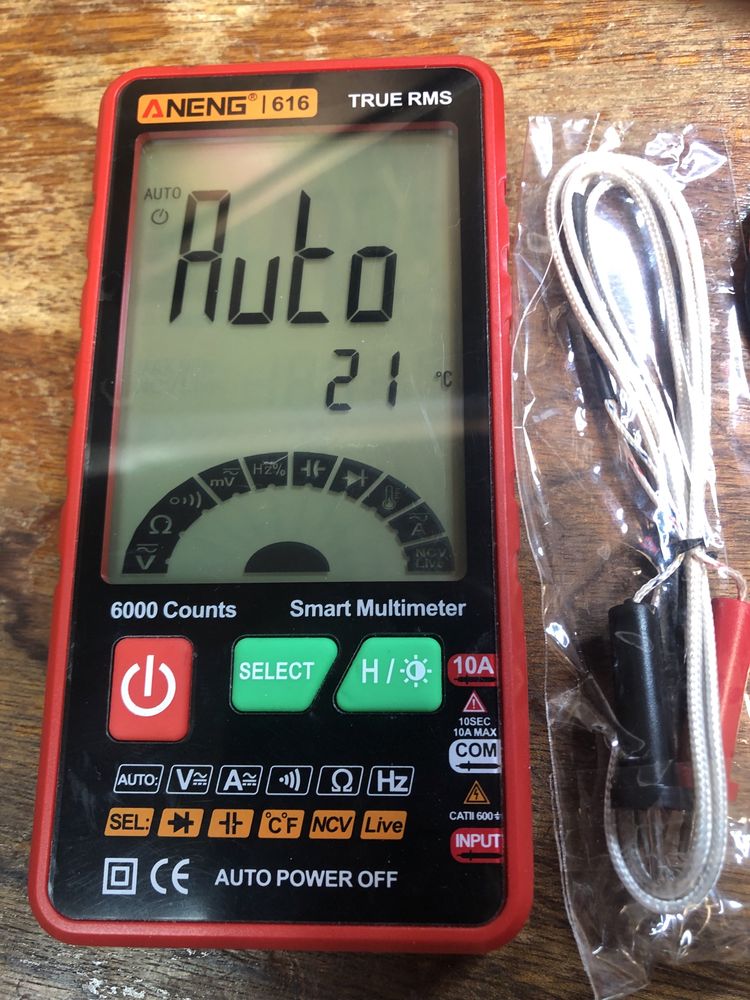 ANENG® | 616
TRUE RMS
AUTO
Auto
21
°C
V
Ω
mV
Hz%
A
NCV
Live
6000 Counts
Smart Multimeter
SELECT
H /
10A
10SEC
10A MAX
COM
CATII 600
INPUT
AUTO: V A Ω Hz
SEL: °C°F NCV Live
CE
AUTO POWER OFF